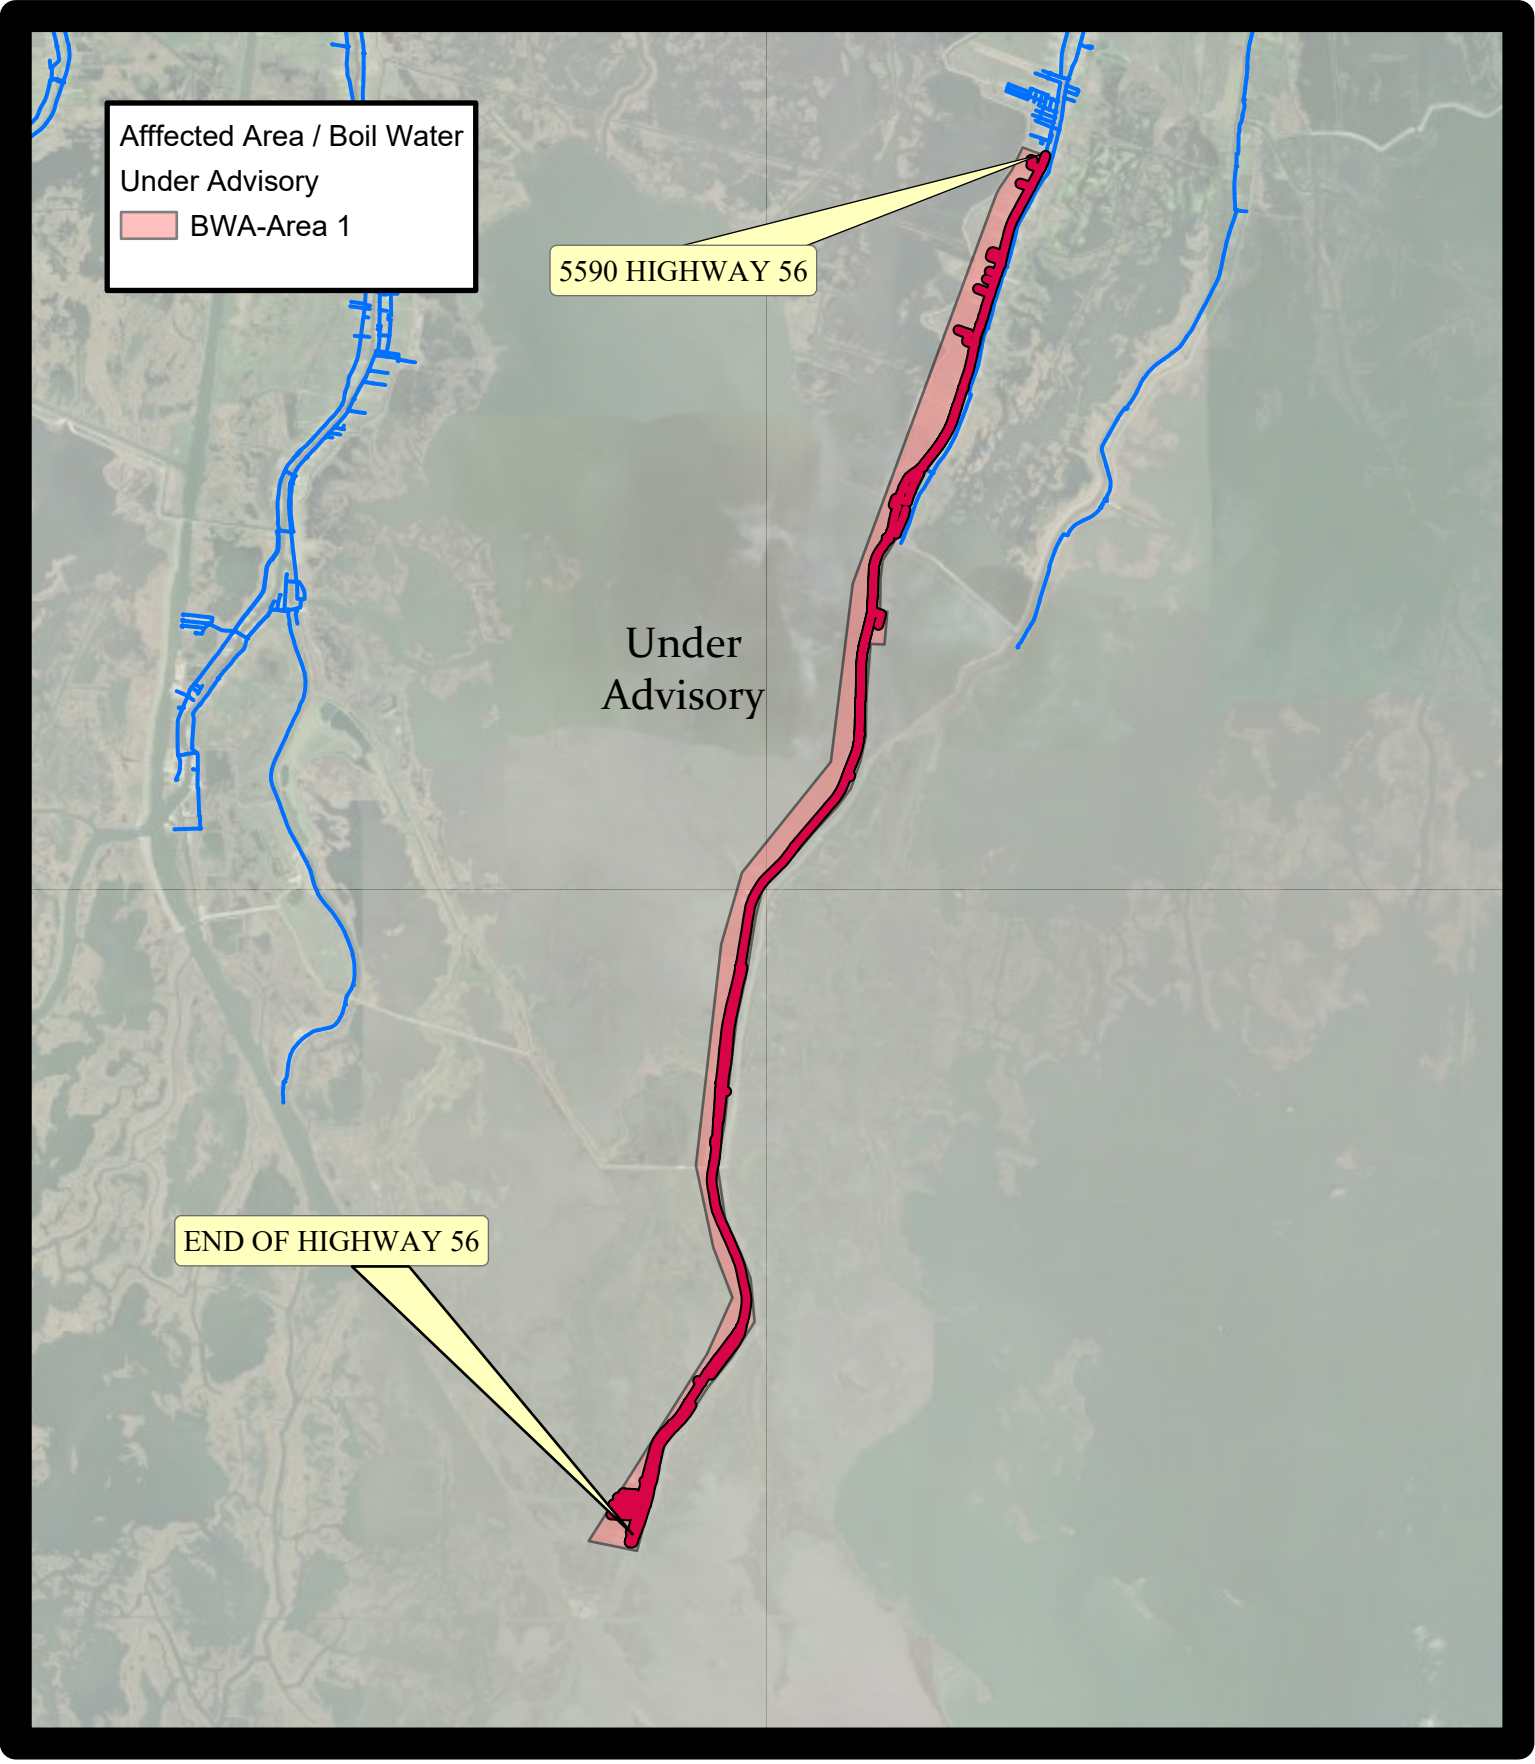 Afffected Area / Boil Water
Under Advisory
BWA-Area 1
5590 HIGHWAY 56
Under
Advisory
END OF HIGHWAY 56